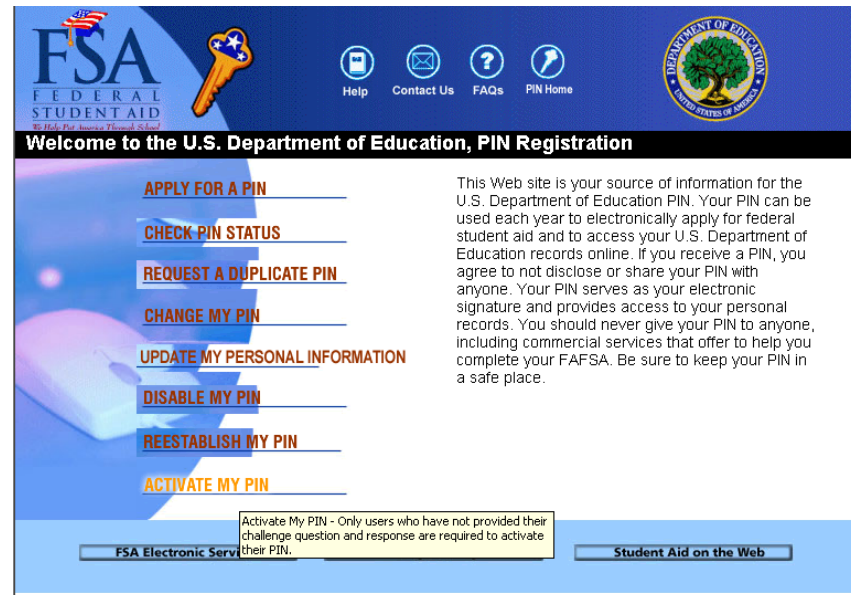 FSA
FEDERAL
STUDENT AID
We Help Put America Through School
Help
Contact Us
FAQs
PIN Home
DEPARTMENT OF EDUCATION
UNITED STATES OF AMERICA
Welcome to the U.S. Department of Education, PIN Registration
APPLY FOR A PIN
CHECK PIN STATUS
REQUEST A DUPLICATE PIN
CHANGE MY PIN
UPDATE MY PERSONAL INFORMATION
DISABLE MY PIN
REESTABLISH MY PIN
ACTIVATE MY PIN
This Web site is your source of information for the
U.S. Department of Education PIN. Your PIN can be
used each year to electronically apply for federal
student aid and to access your U.S. Department of
Education records online. If you receive a PIN, you
agree to not disclose or share your PIN with
anyone. Your PIN serves as your electronic
signature and provides access to your personal
records. You should never give your PIN to anyone,
including commercial services that offer to help you
complete your FAFSA. Be sure to keep your PIN in
a safe place.
Activate My PIN - Only users who have not provided their
challenge question and response are required to activate
their PIN.
FSA Electronic Servi
Student Aid on the Web